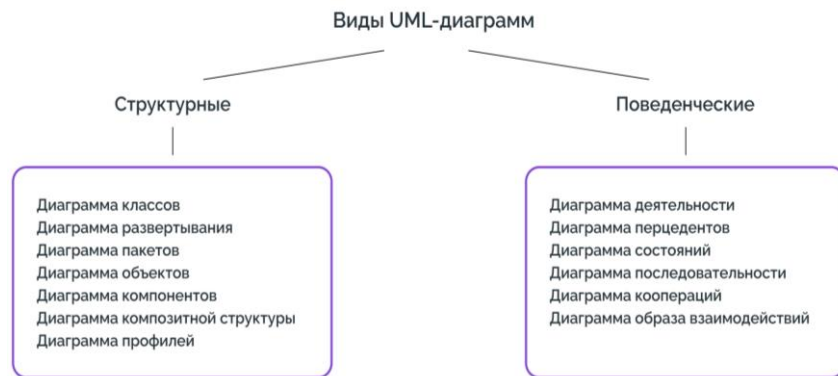 Виды UML-диаграмм
Структурные
Поведенческие
Диаграмма классов
Диаграмма развертывания
Диаграмма пакетов
Диаграмма объектов
Диаграмма компонентов
Диаграмма композитной структуры
Диаграмма профилей
Диаграмма деятельности
Диаграмма перцедентов
Диаграмма состояний
Диаграмма последовательности
Диаграмма коопераций
Диаграмма образа взаимодействий